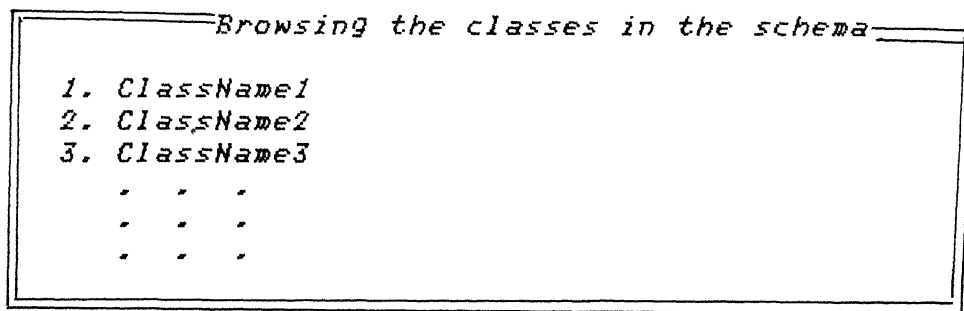 Browsing the classes in the schema
1. ClassName1
2. ClassName2
3. ClassName3
. . .
. . .
. . .